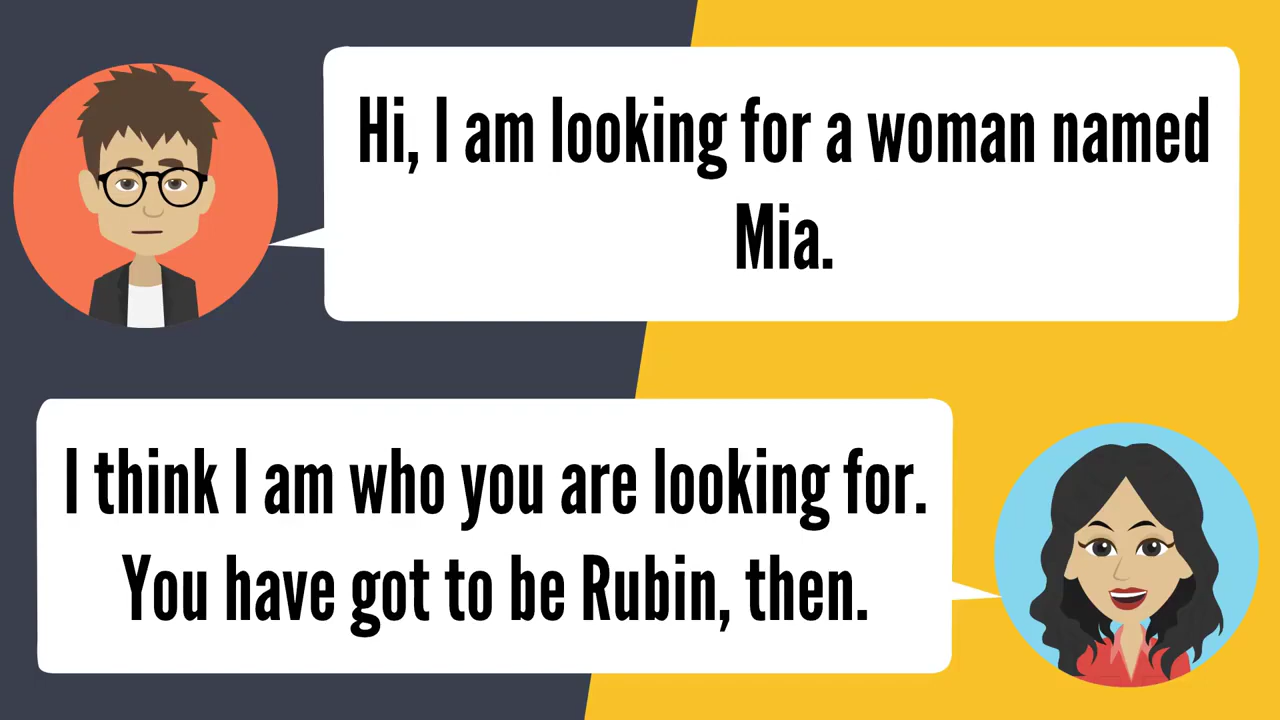 Hi, I am looking for a woman named
Mia.
I think I am who you are looking for.
You have got to be Rubin, then.